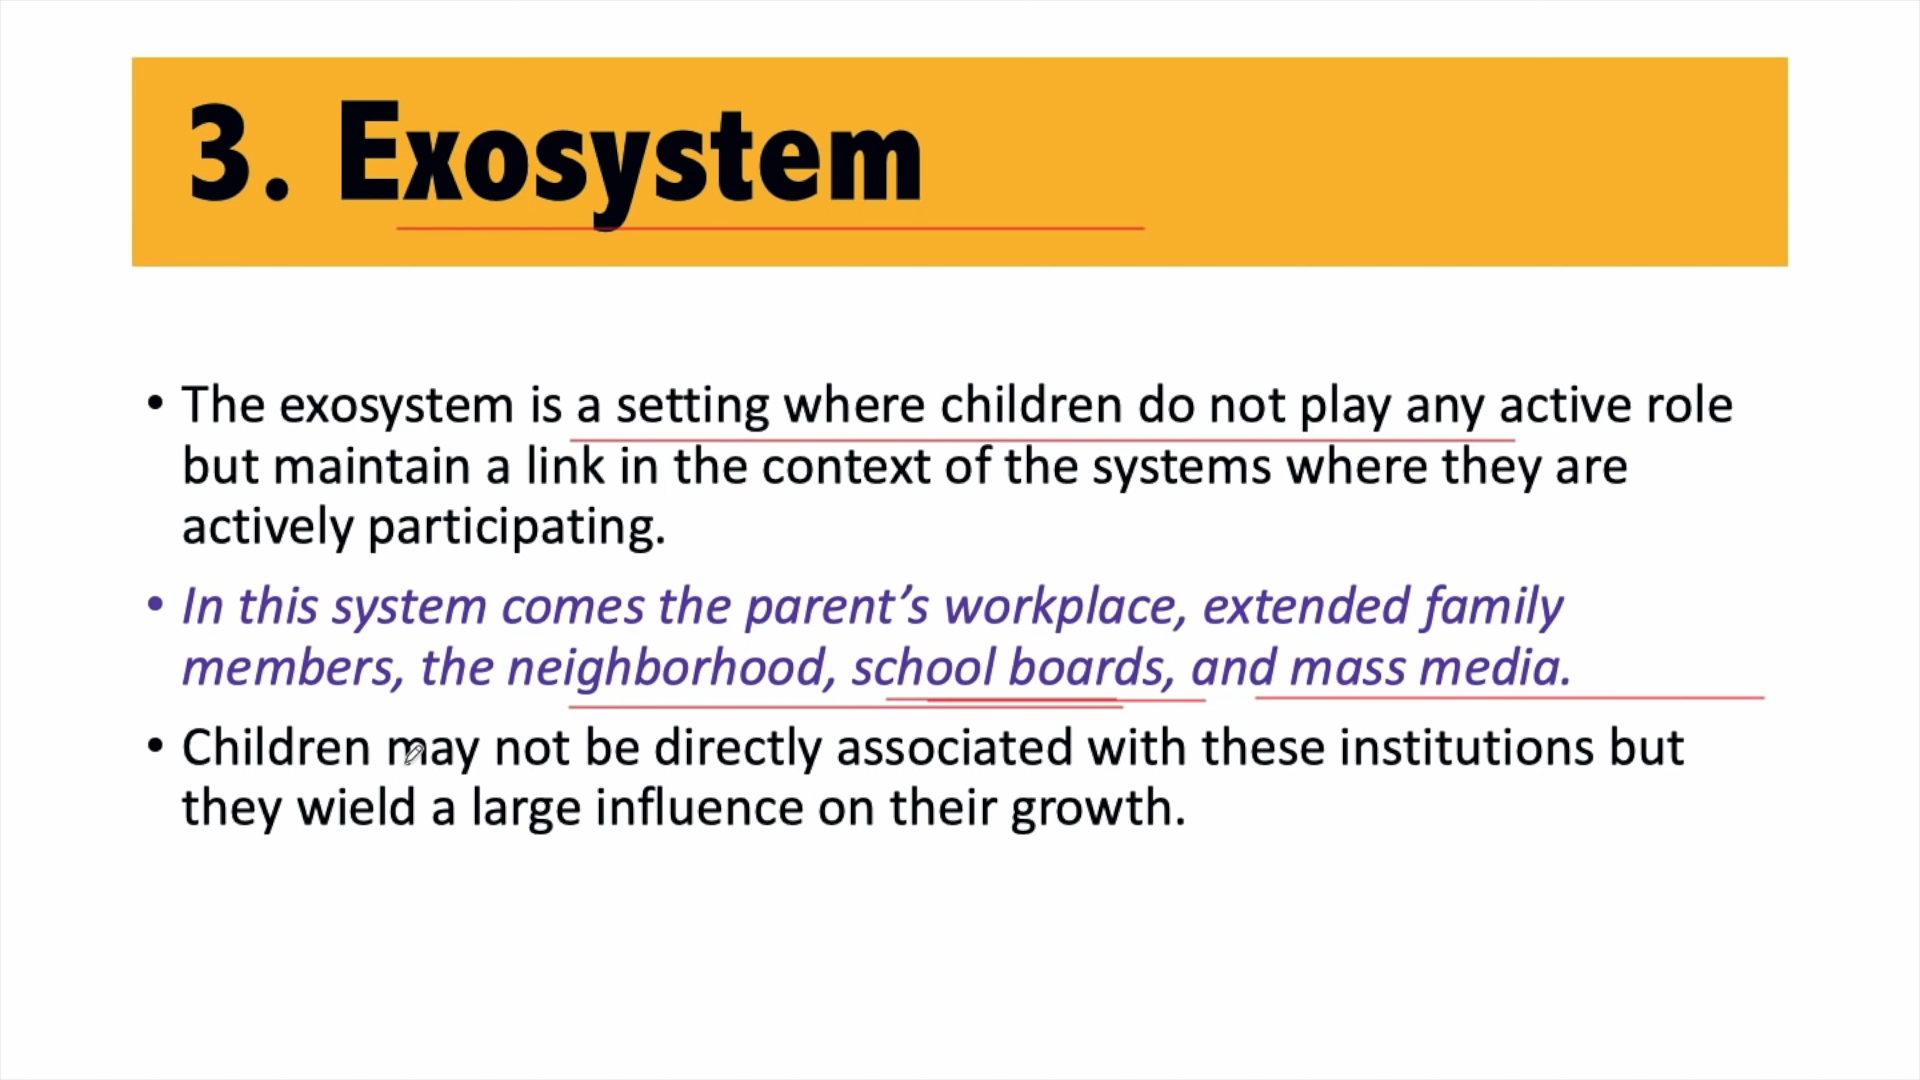 3. Exosystem
• The exosystem is a setting where children do not play any active role
but maintain a link in the context of the systems where they are
actively participating.
• In this system comes the parent’s workplace, extended family
members, the neighborhood, school boards, and mass media.
• Children may not be directly associated with these institutions but
they wield a large influence on their growth.